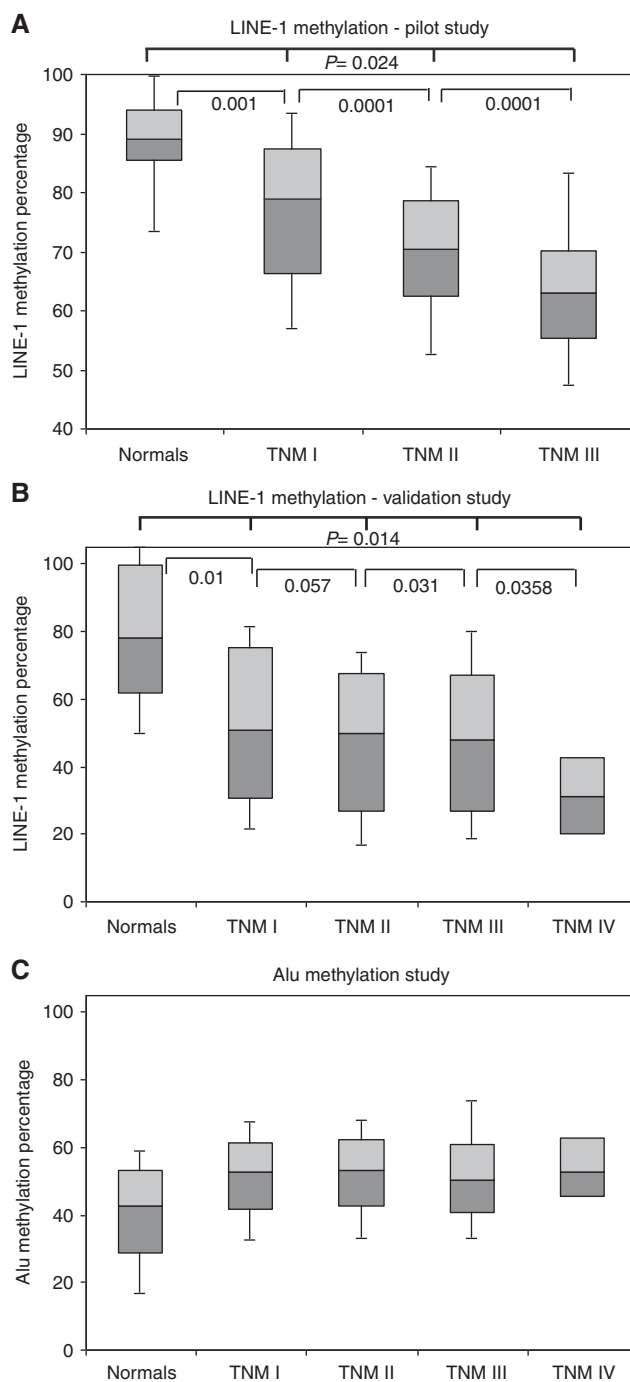 A
LINE-1 methylation - pilot study
P= 0.024
0.001
0.0001
0.0001
LINE-1 methylation percentage
100
90
80
70
60
50
40
Normals
TNM I
TNM II
TNM III
B
LINE-1 methylation - validation study
P= 0.014
0.01
0.057
0.031
0.0358
LINE-1 methylation percentage
100
80
60
40
20
0
Normals
TNM I
TNM II
TNM III
TNM IV
C
Alu methylation study
Alu methylation percentage
100
80
60
40
20
0
Normals
TNM I
TNM II
TNM III
TNM IV